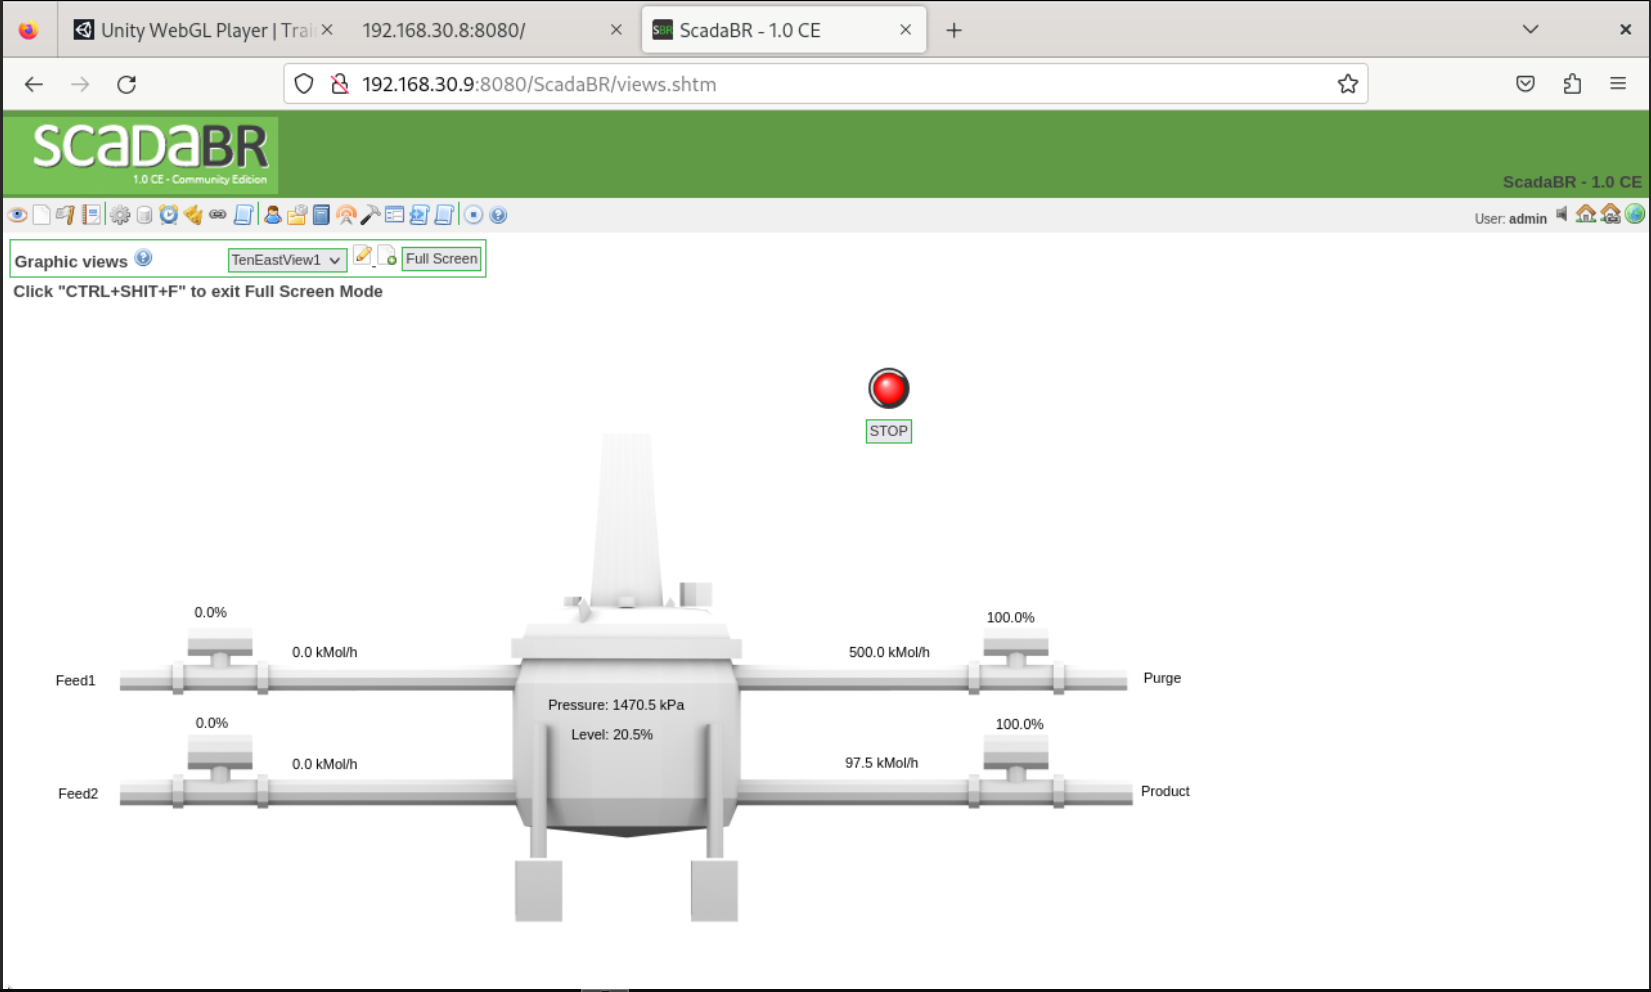 Unity WebGL Player | Trai
192.168.30.8:8080/
SBR ScadaBR - 1.0 CE
192.168.30.9:8080/ScadaBR/views.shtm
ScadaBR
1.0 CE - Community Edition
ScadaBR - 1.0 CE
User: admin
Graphic views
TenEastView1
Full Screen
Click "CTRL+SHIT+F" to exit Full Screen Mode
STOP
0.0%
100.0%
0.0 kMol/h
500.0 kMol/h
Feed1
Purge
Pressure: 1470.5 kPa
Level: 20.5%
0.0%
100.0%
0.0 kMol/h
97.5 kMol/h
Feed2
Product